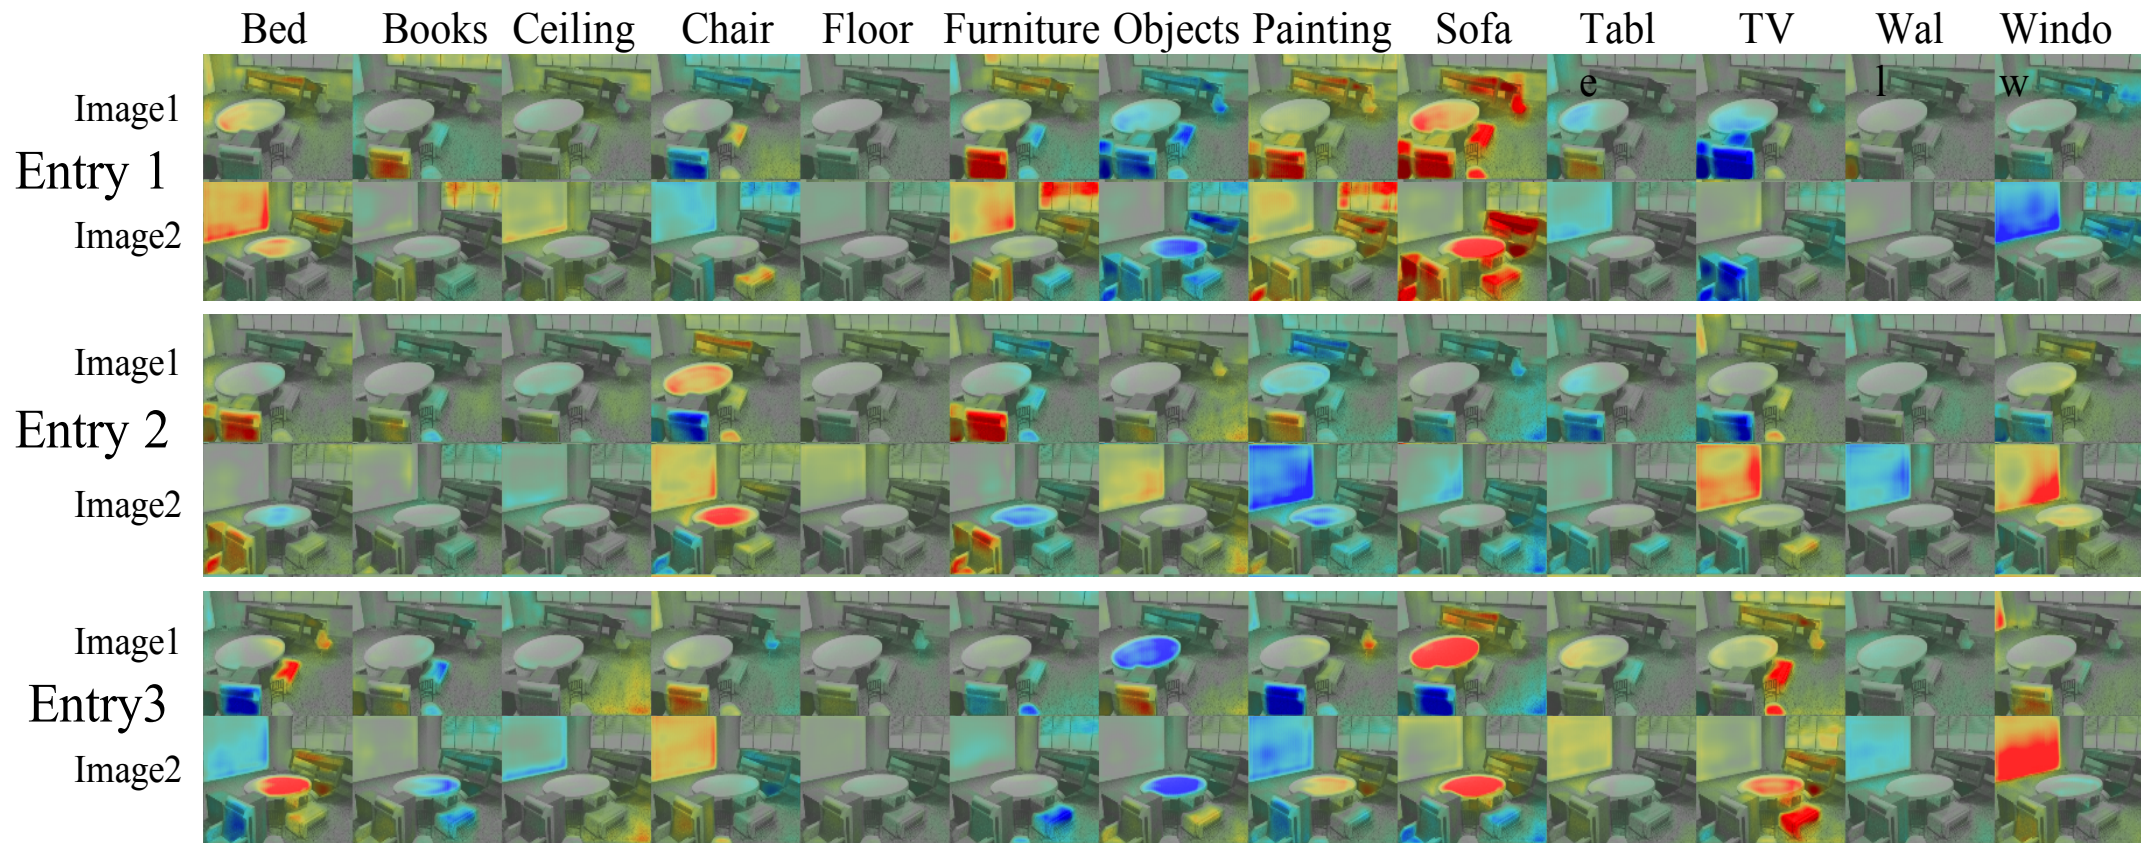 Bed Books Ceiling Chair Floor Furniture Objects Painting Sofa Tabl TV Wal Windo
e l w
Image1
Entry 1
Image2
Image1
Entry 2
Image2
Image1
Entry3
Image2